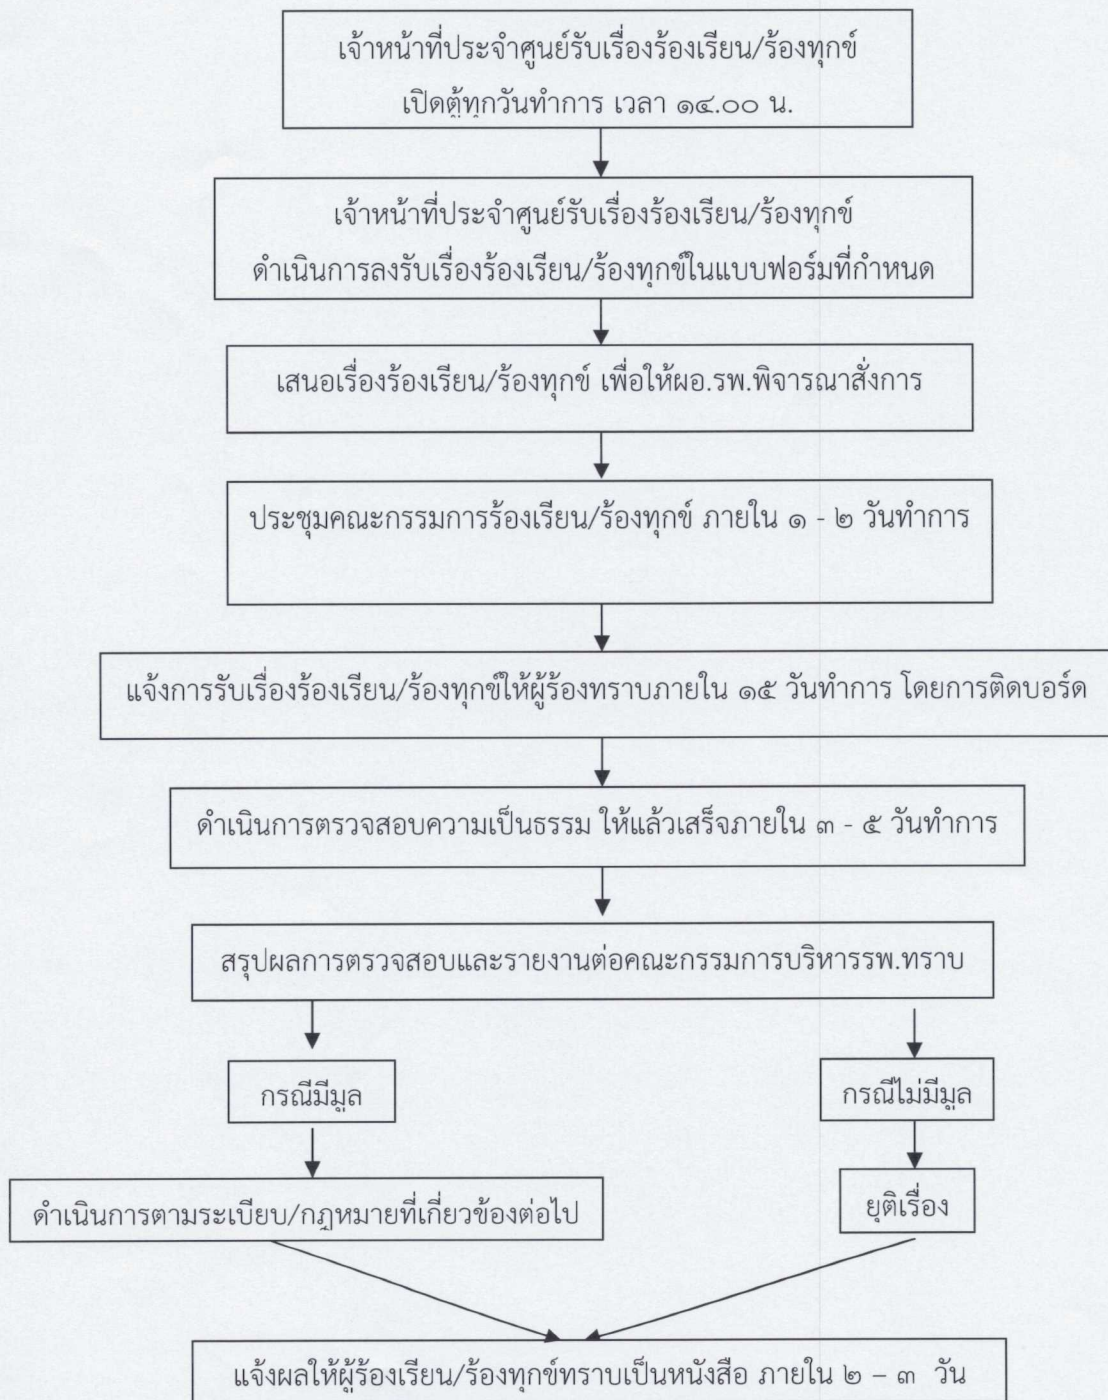 เจ้าหน้าที่ประจำศูนย์รับเรื่องร้องเรียน/ร้องทุกข์
เปิดตู้ทุกวันทำการ เวลา ๑๔.๐๐ น.
เจ้าหน้าที่ประจำศูนย์รับเรื่องร้องเรียน/ร้องทุกข์
ดำเนินการลงรับเรื่องร้องเรียน/ร้องทุกข์ในแบบฟอร์มที่กำหนด
เสนอเรื่องร้องเรียน/ร้องทุกข์ เพื่อให้ผอ.รพ.พิจารณาสั่งการ
ประชุมคณะกรรมการร้องเรียน/ร้องทุกข์ ภายใน ๑ - ๒ วันทำการ
แจ้งการรับเรื่องร้องเรียน/ร้องทุกข์ให้ผู้ร้องทราบภายใน ๑๕ วันทำการ โดยการติดบอร์ด
ดำเนินการตรวจสอบความเป็นธรรม ให้แล้วเสร็จภายใน ๓ - ๕ วันทำการ
สรุปผลการตรวจสอบและรายงานต่อคณะกรรมการบริหารรพ.ทราบ
กรณีมีมูล
กรณีไม่มีมูล
ดำเนินการตามระเบียบ/กฎหมายที่เกี่ยวข้องต่อไป
ยุติเรื่อง
แจ้งผลให้ผู้ร้องเรียน/ร้องทุกข์ทราบเป็นหนังสือ ภายใน ๒ – ๓ วัน